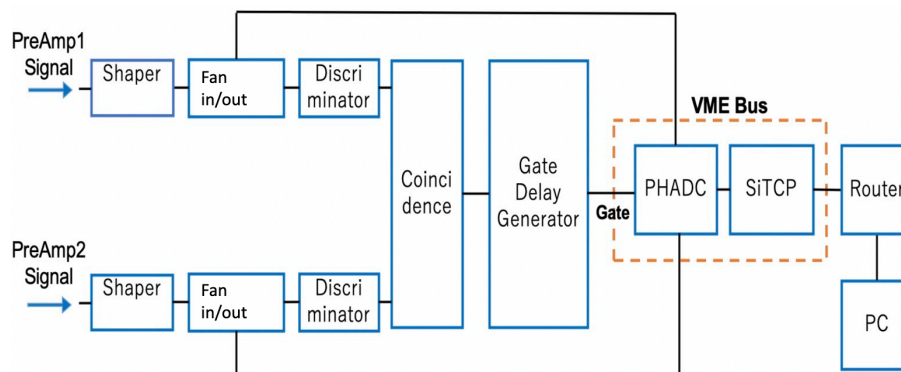 PreAmp1
Signal
Shaper
Fan
in/out
Discri
minator
VME Bus
Coinci
dence
Gate
Delay
Generator
Gate
PHADC
SiTCP
Router
PreAmp2
Signal
Shaper
Fan
in/out
Discri
minator
PC